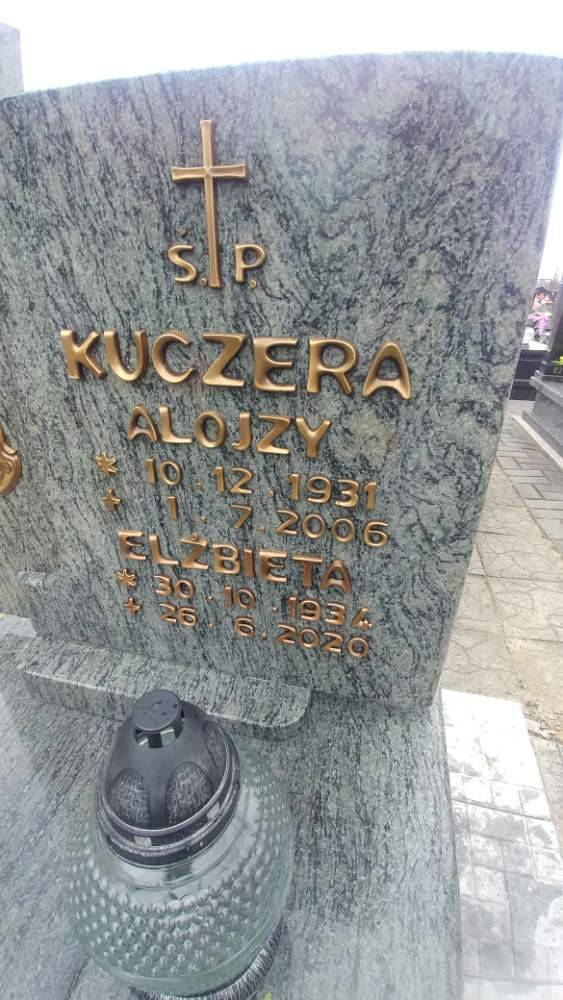 Ś. P.
KUCZERA
ALOJZY
* 10 . 12 . 1931
+ 1 . 7 . 2006
ELŻBIETA
* 30 . 10 . 1934
+ 26 . 6 . 2020